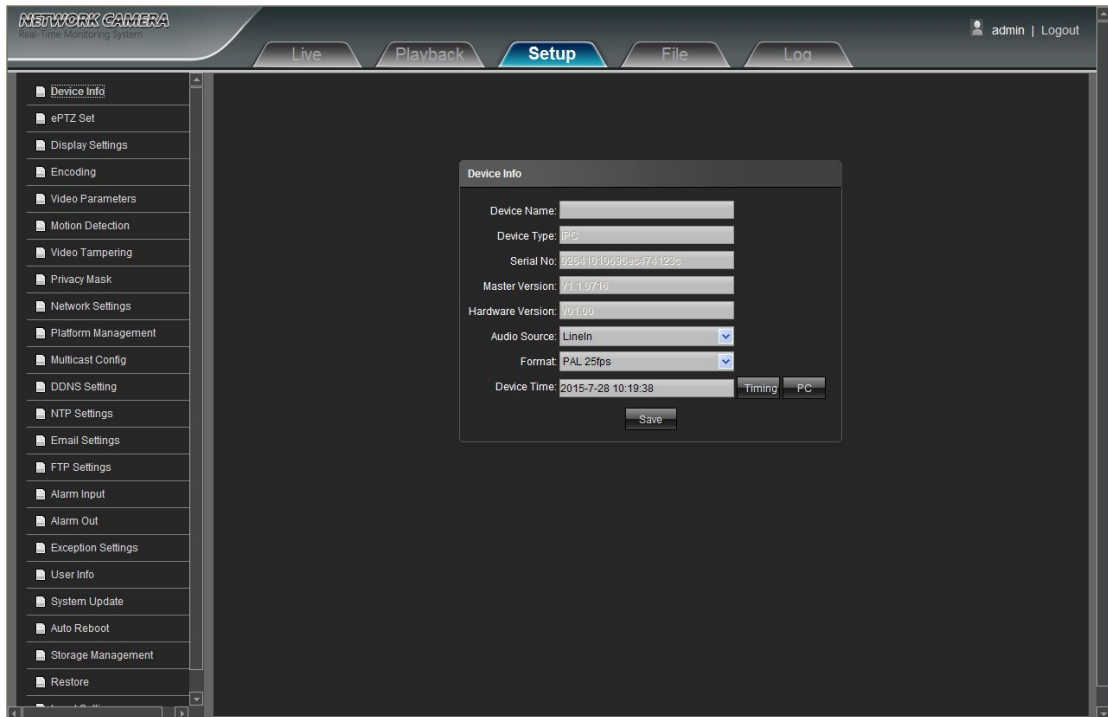 NETWORK CAMERA
Real-Time Monitoring System
admin | Logout
Live
Playback
Setup
File
Log
Device Info
ePTZ Set
Display Settings
Encoding
Video Parameters
Motion Detection
Video Tampering
Privacy Mask
Network Settings
Platform Management
Multicast Config
DDNS Setting
NTP Settings
Email Settings
FTP Settings
Alarm Input
Alarm Out
Exception Settings
User Info
System Update
Auto Reboot
Storage Management
Restore
Device Info
Device Name:
Device Type: IPC
Serial No:
Master Version: V1.1.0716
Hardware Version: V01.00
Audio Source: LineIn
Format: PAL 25fps
Device Time: 2015-7-28 10:19:38 Timing PC
Save